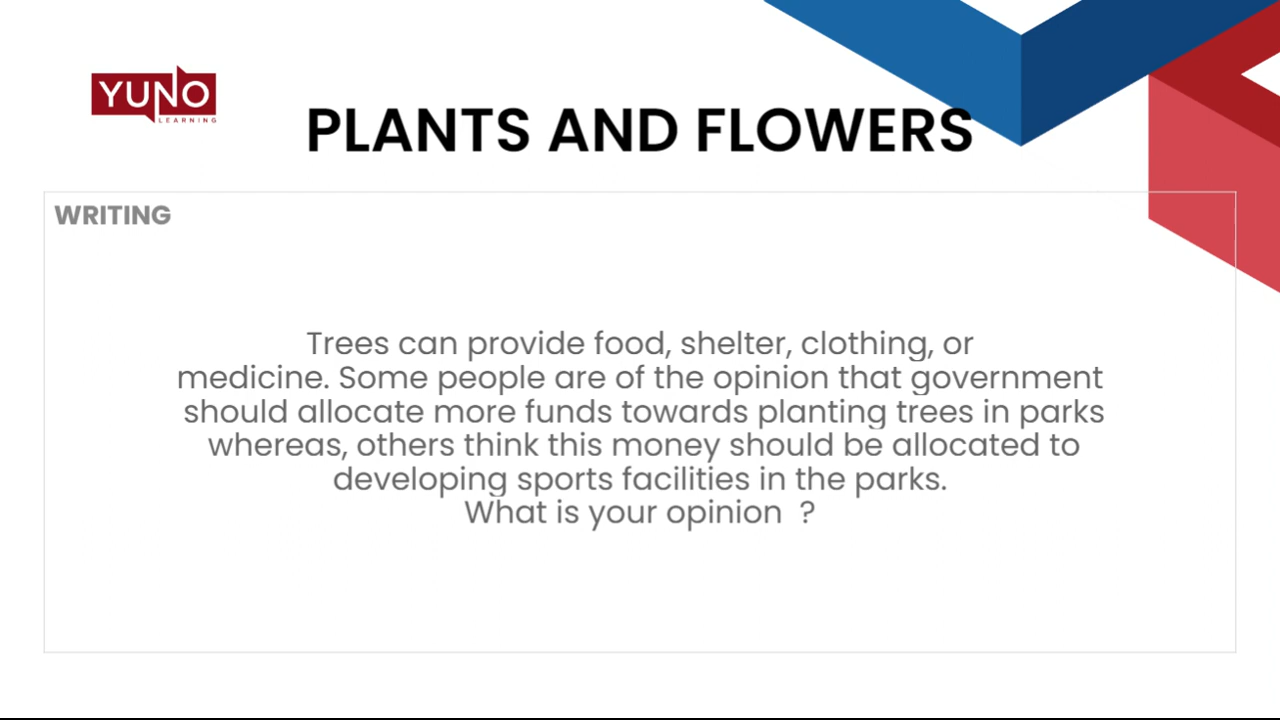 YUNO
LEARNING
PLANTS AND FLOWERS
WRITING
Trees can provide food, shelter, clothing, or
medicine. Some people are of the opinion that government
should allocate more funds towards planting trees in parks
whereas, others think this money should be allocated to
developing sports facilities in the parks.
What is your opinion ?